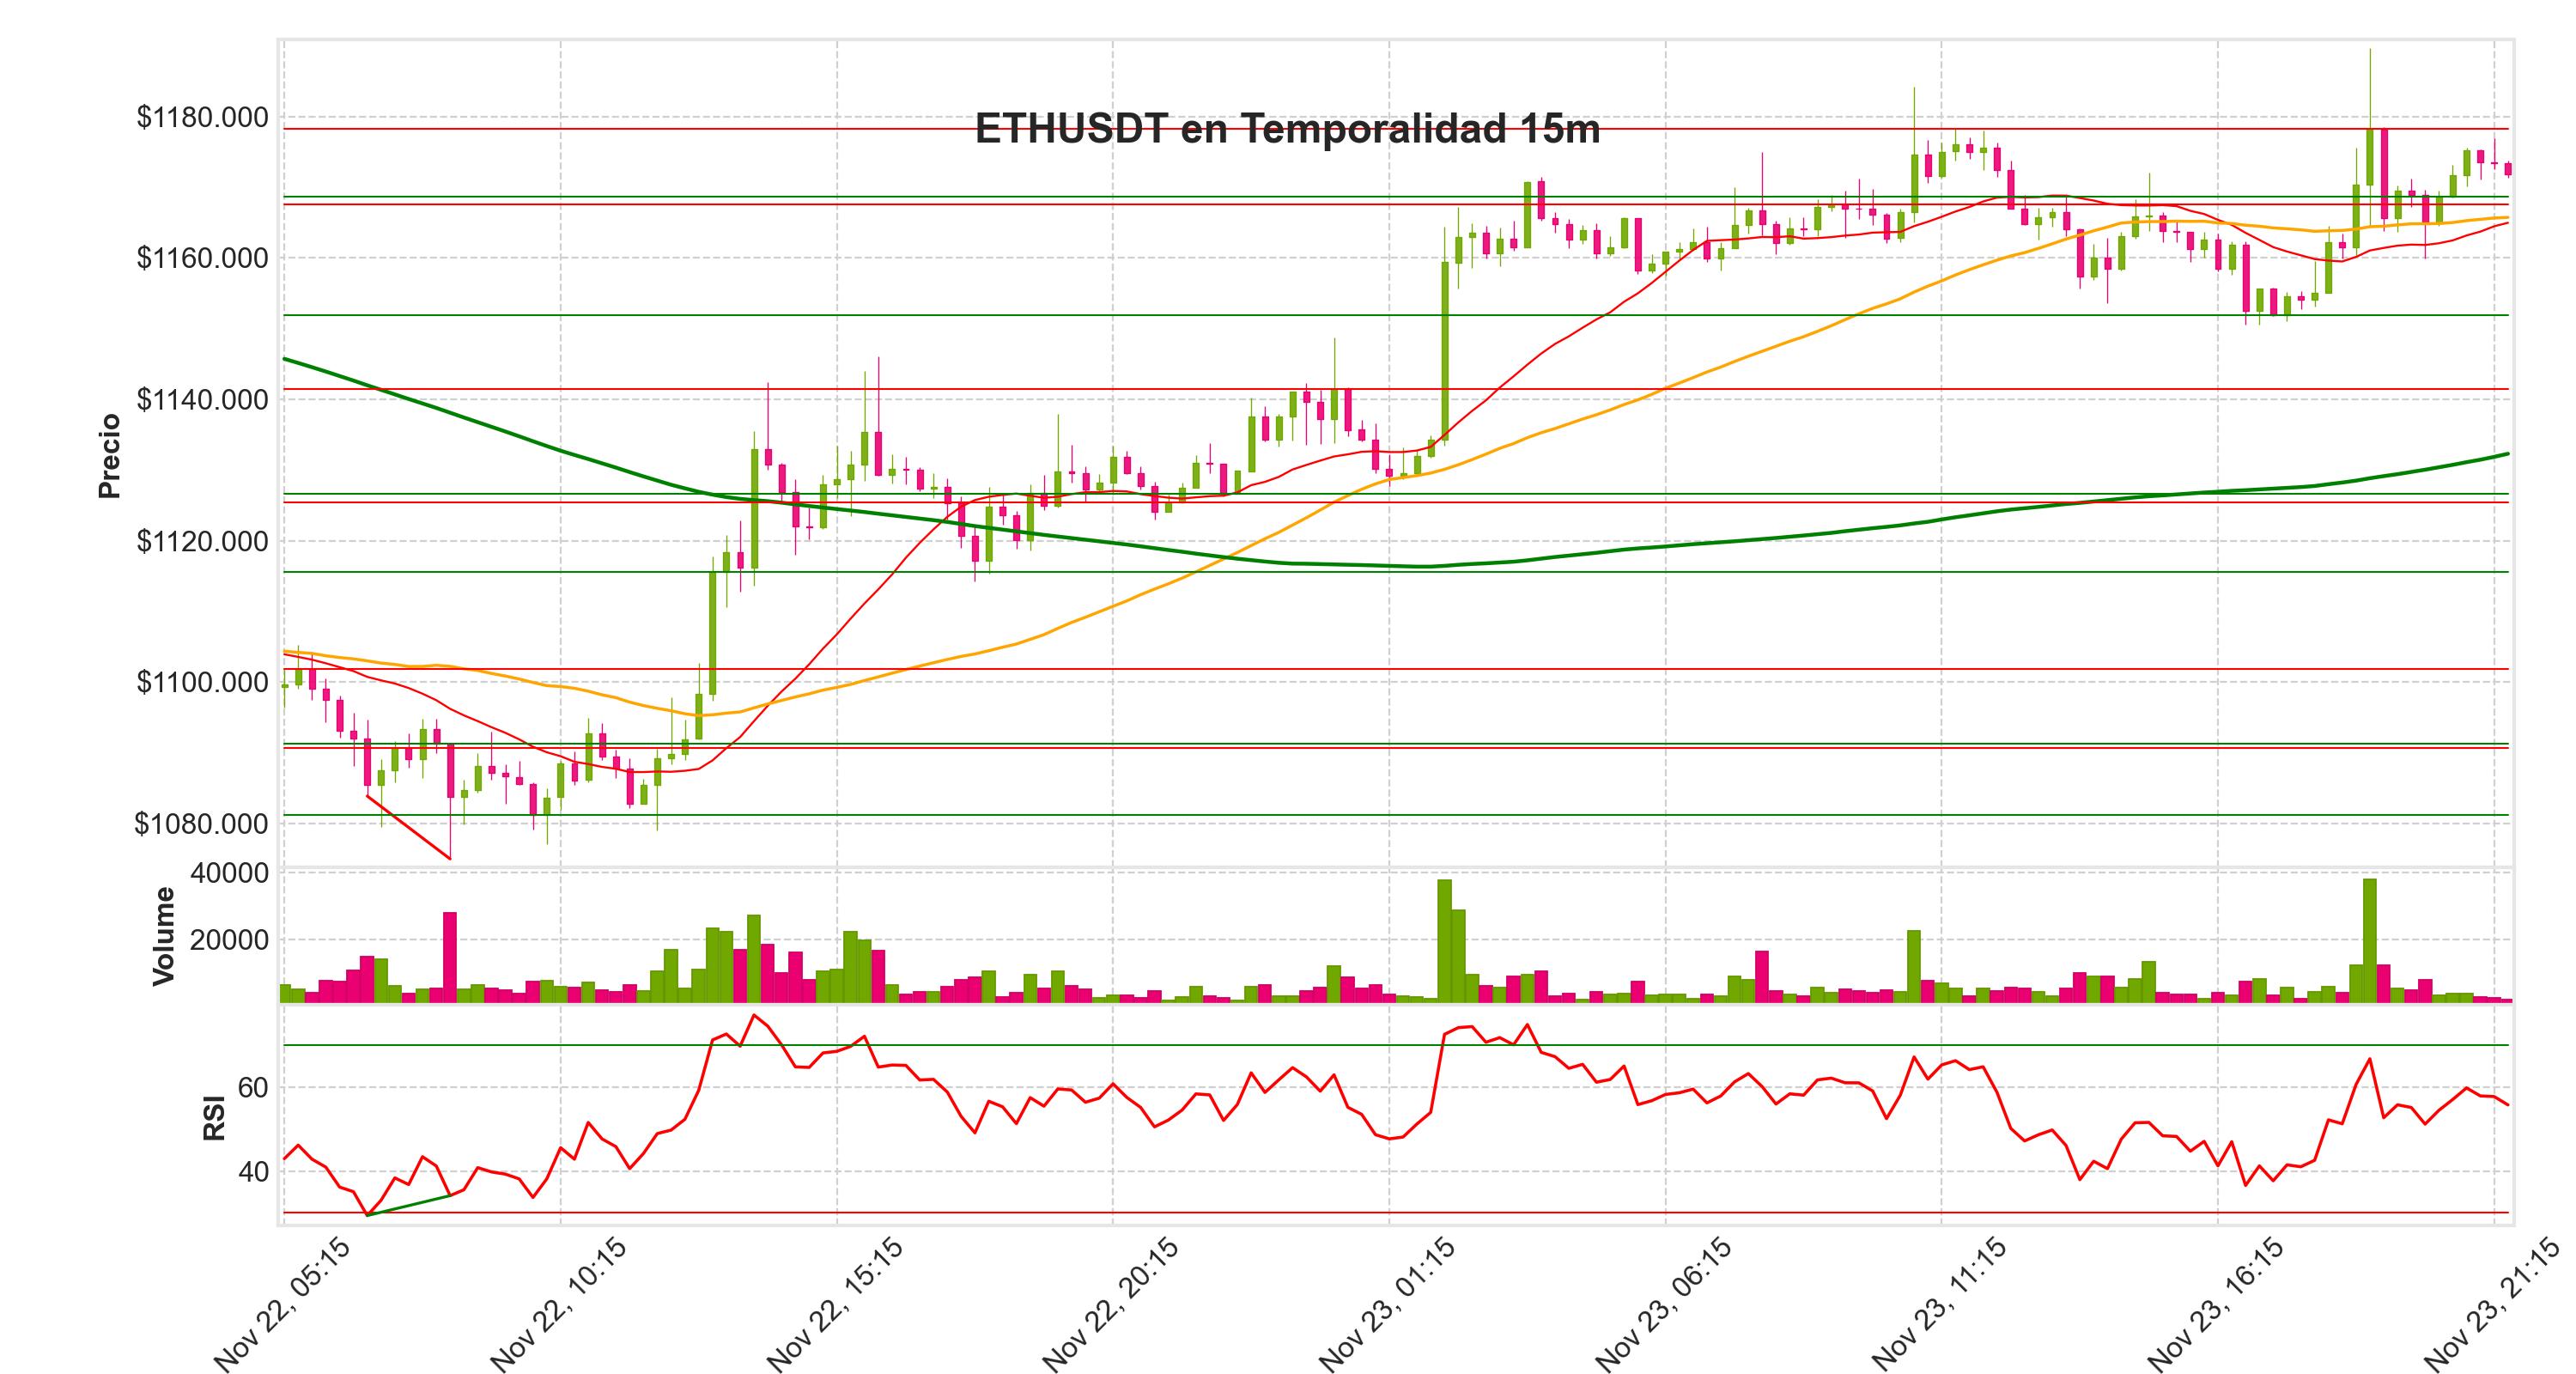 ETHUSDT en Temporalidad 15m
Precio
$1180.000
$1160.000
$1140.000
$1120.000
$1100.000
$1080.000
Volume
40000
20000
RSI
60
40
Nov 22, 05:15
Nov 22, 10:15
Nov 22, 15:15
Nov 22, 20:15
Nov 23, 01:15
Nov 23, 06:15
Nov 23, 11:15
Nov 23, 16:15
Nov 23, 21:15